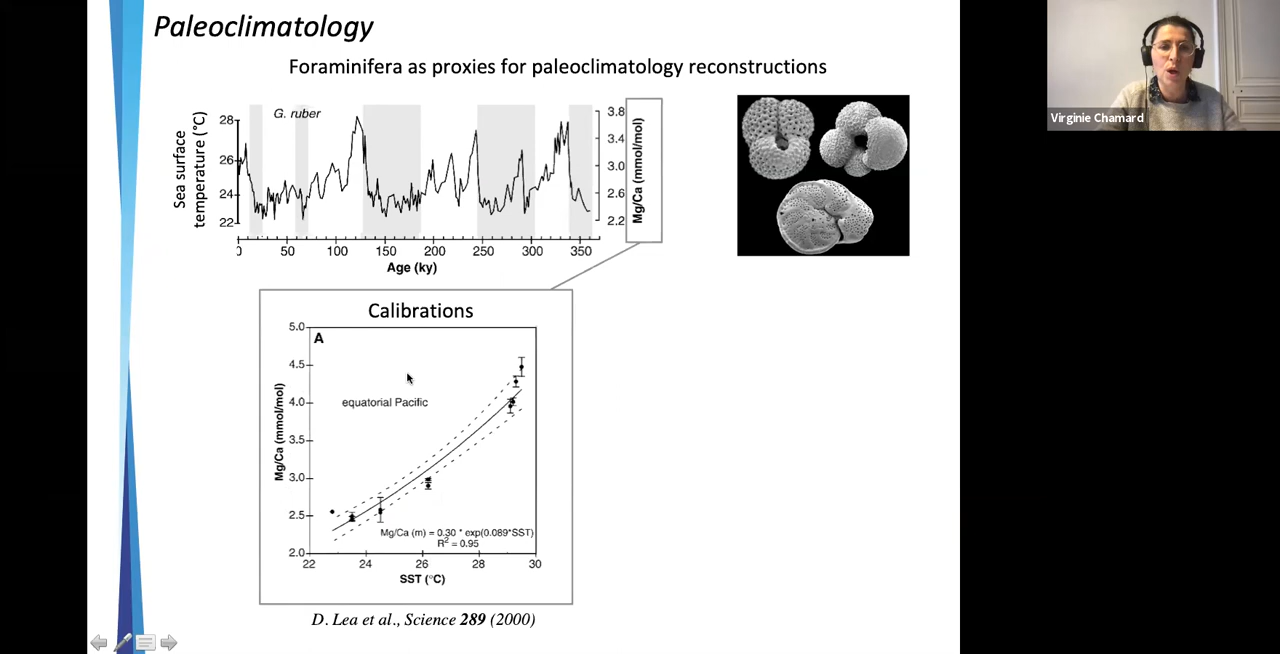 Paleoclimatology
Foraminifera as proxies for paleoclimatology reconstructions
Virginie Chamard
G. ruber
Sea surface
temperature (°C)
28
26
24
22
3.8
3.4
3.0
2.6
2.2
Mg/Ca (mmol/mol)
0 50 100 150 200 250 300 350
Age (ky)
Calibrations
A
5.0
4.5
4.0
3.5
3.0
2.5
2.0
Mg/Ca (mmol/mol)
equatorial Pacific
Mg/Ca (m) = 0.30 * exp(0.089*SST)
R² = 0.95
22 24 26 28 30
SST (°C)
D. Lea et al., Science 289 (2000)